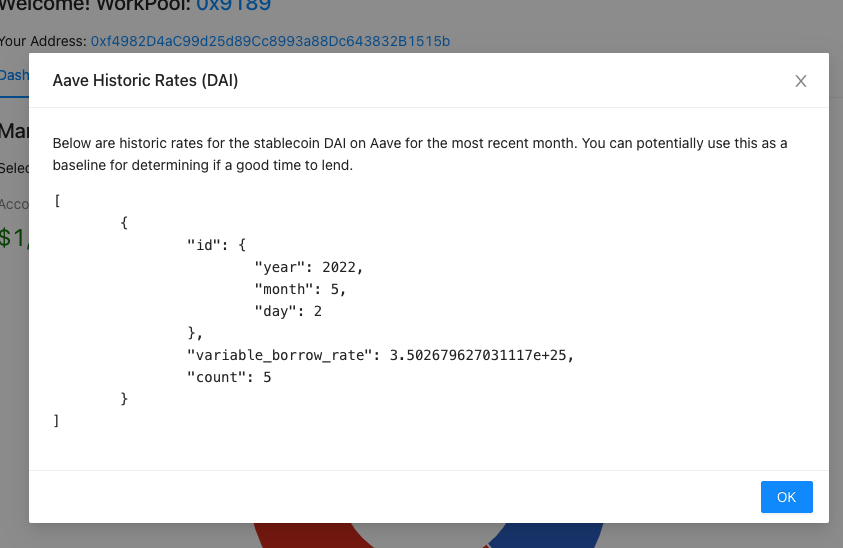 Welcome! WorkPool: 0x9189
Your Address: 0xf4982D4aC99d25d89Cc8993a88Dc643832B1515b
Dash
Aave Historic Rates (DAI)
Mar
Below are historic rates for the stablecoin DAI on Aave for the most recent month. You can potentially use this as a
Selec
baseline for determining if a good time to lend.
Acco
[
{
$1,
"id": {
"year": 2022,
"month": 5,
"day": 2
},
"variable_borrow_rate": 3.502679627031117e+25,
"count": 5
}
]
OK